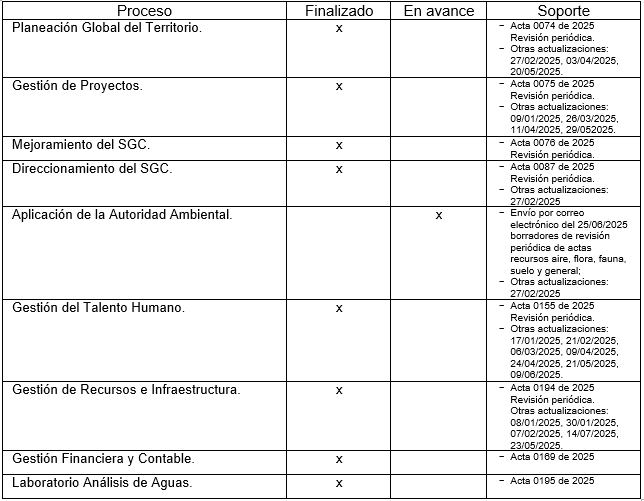 Proceso Finalizado En avance Soporte
Planeación Global del Territorio. x − Acta 0074 de 2025
Revisión periódica.
− Otras actualizaciones:
27/02/2025, 03/04/2025,
20/05/2025.
Gestión de Proyectos. x − Acta 0075 de 2025
Revisión periódica.
− Otras actualizaciones:
09/01/2025, 26/03/2025,
11/04/2025, 29/052025.
Mejoramiento del SGC. x − Acta 0076 de 2025
Revisión periódica.
Direccionamiento del SGC. x − Acta 0087 de 2025
Revisión periódica.
− Otras actualizaciones:
27/02/2025
Aplicación de la Autoridad Ambiental. x − Envío por correo
electrónico del 25/06/2025
borradores de revisión
periódica de actas
recursos aire, flora, fauna,
suelo y general;
− Otras actualizaciones:
27/02/2025
Gestión del Talento Humano. x − Acta 0155 de 2025
Revisión periódica.
− Otras actualizaciones:
17/01/2025, 21/02/2025,
06/03/2025, 09/04/2025,
24/04/2025, 21/05/2025,
09/06/2025.
Gestión de Recursos e Infraestructura. x − Acta 0194 de 2025
Revisión periódica.
Otras actualizaciones:
08/01/2025, 30/01/2025,
07/02/2025, 14/07/2025,
23/05/2025.
Gestión Financiera y Contable. x − Acta 0169 de 2025
Laboratorio Análisis de Aguas. x − Acta 0195 de 2025